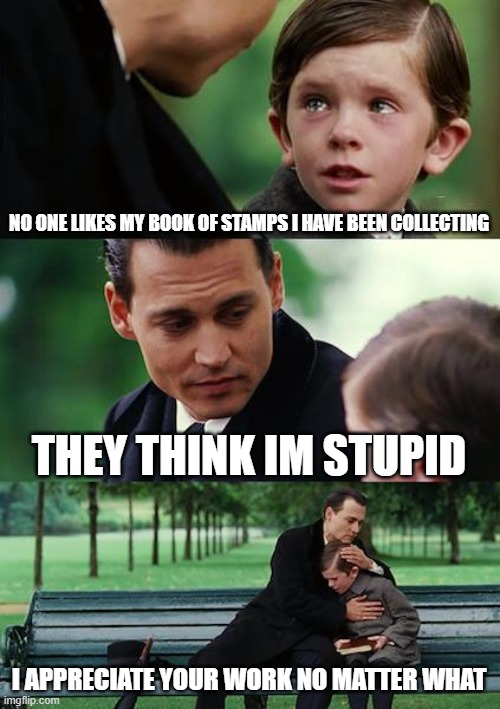 NO ONE LIKES MY BOOK OF STAMPS I HAVE BEEN COLLECTING
THEY THINK IM STUPID
I APPRECIATE YOUR WORK NO MATTER WHAT
imgflip.com